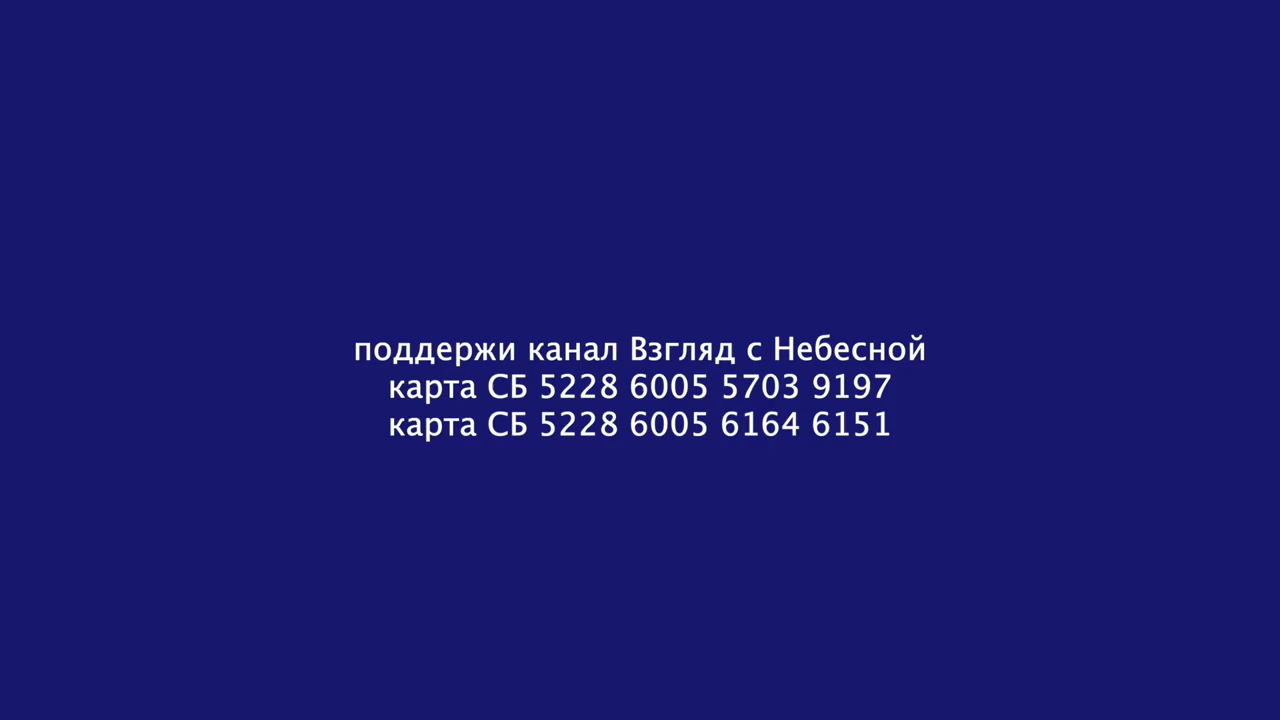 поддержи канал Взгляд с Небесной
карта СБ 5228 6005 5703 9197
карта СБ 5228 6005 6164 6151